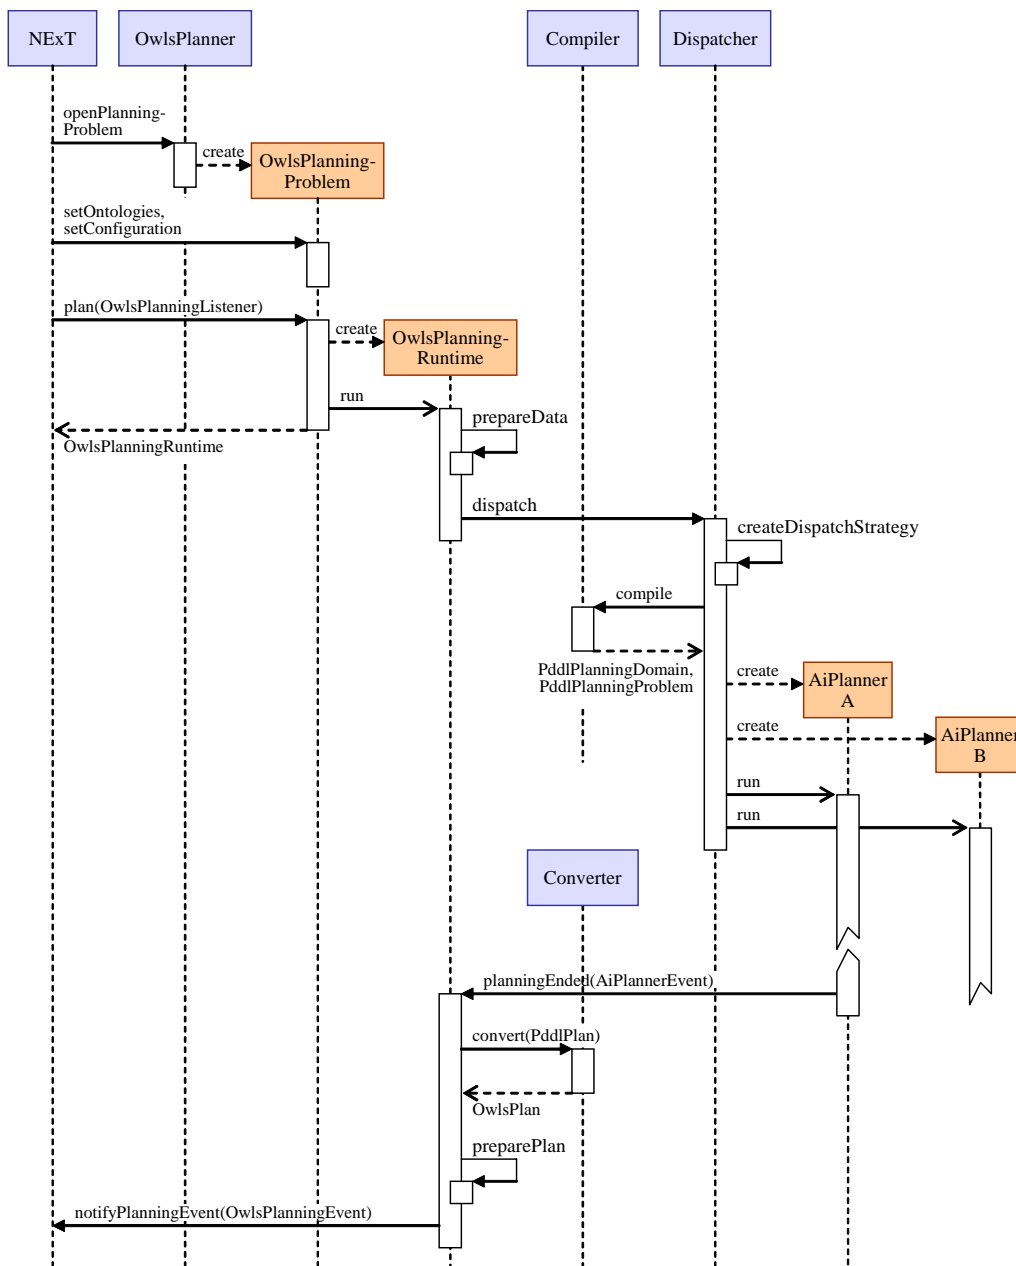 NExT
OwlsPlanner
Compiler
Dispatcher
openPlanning-
Problem
create
OwlsPlanning-
Problem
setOntologies,
setConfiguration
plan(OwlsPlanningListener)
create
OwlsPlanning-
Runtime
run
prepareData
OwlsPlanningRuntime
dispatch
createDispatchStrategy
compile
PddlPlanningDomain,
PddlPlanningProblem
create
AiPlanner
A
create
AiPlanner
B
run
run
Converter
planningEnded(AiPlannerEvent)
convert(PddlPlan)
OwlsPlan
preparePlan
notifyPlanningEvent(OwlsPlanningEvent)